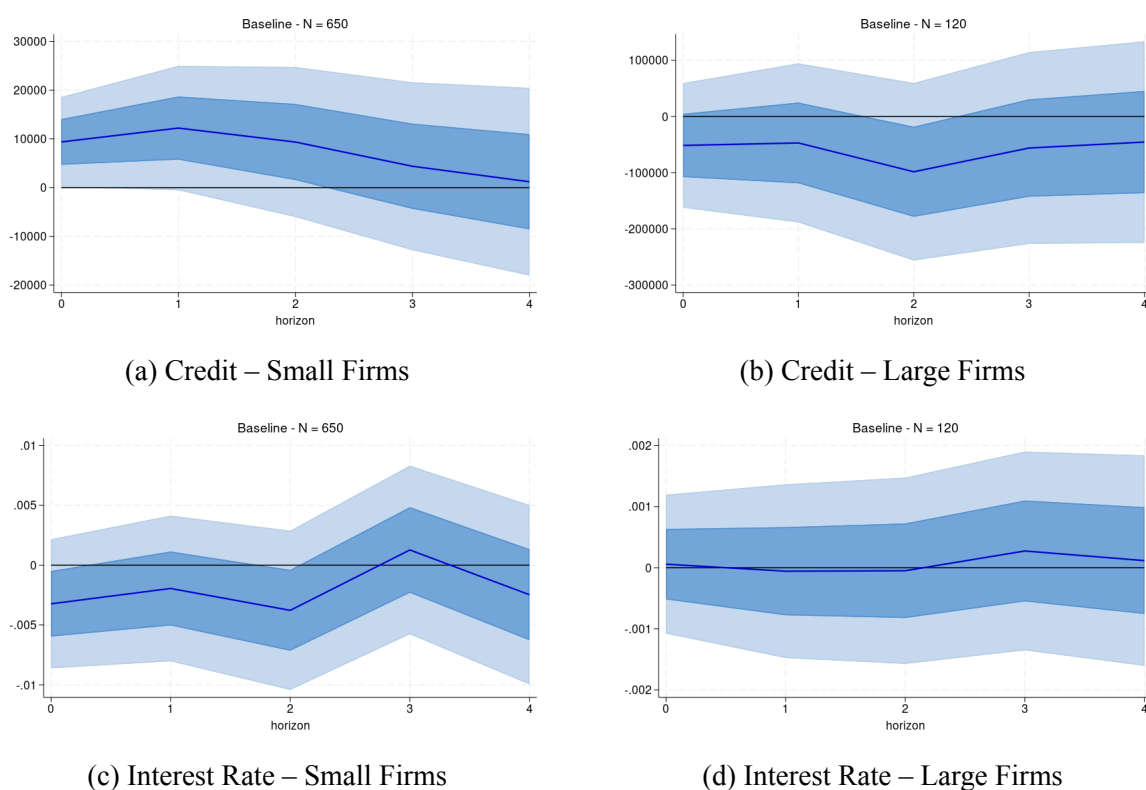 Baseline - N = 650
30000
20000
10000
0
-10000
-20000
0 1 2 3 4
horizon
(a) Credit – Small Firms
Baseline - N = 120
100000
0
-100000
-200000
-300000
0 1 2 3 4
horizon
(b) Credit – Large Firms
Baseline - N = 650
.01
.005
0
-.005
-.01
0 1 2 3 4
horizon
(c) Interest Rate – Small Firms
Baseline - N = 120
.002
.001
0
-.001
-.002
0 1 2 3 4
horizon
(d) Interest Rate – Large Firms